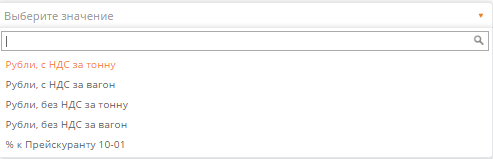 Выберите значение
Рубли, с НДС за тонну
Рубли, с НДС за вагон
Рубли, без НДС за тонну
Рубли, без НДС за вагон
% к Прейскуранту 10-01